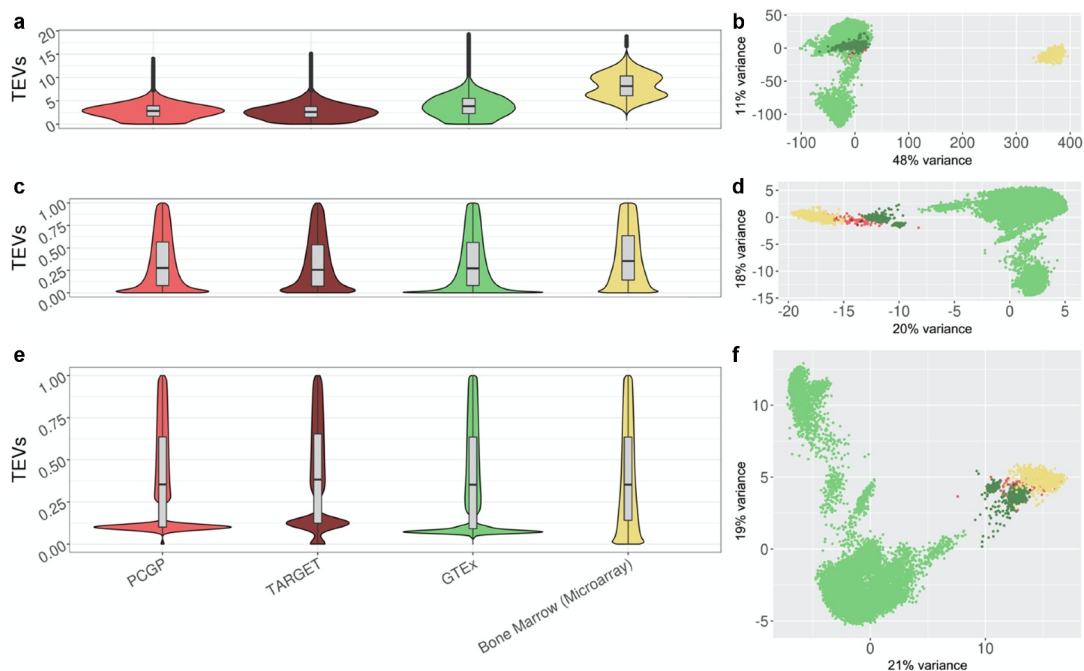 a
TEVs
20
15
10
5
0
b
11% variance
50
0
-50
-100
-100 0 100 200 300 400
48% variance
c
TEVs
1.00
0.75
0.50
0.25
0.00
d
18% variance
5
0
-5
-10
-15
-20 -15 -10 -5 0 5
20% variance
e
TEVs
1.00
0.75
0.50
0.25
0.00
PCGP
TARGET
GTEx
Bone Marrow (Microarray)
f
19% variance
10
5
0
-5
0 10
21% variance